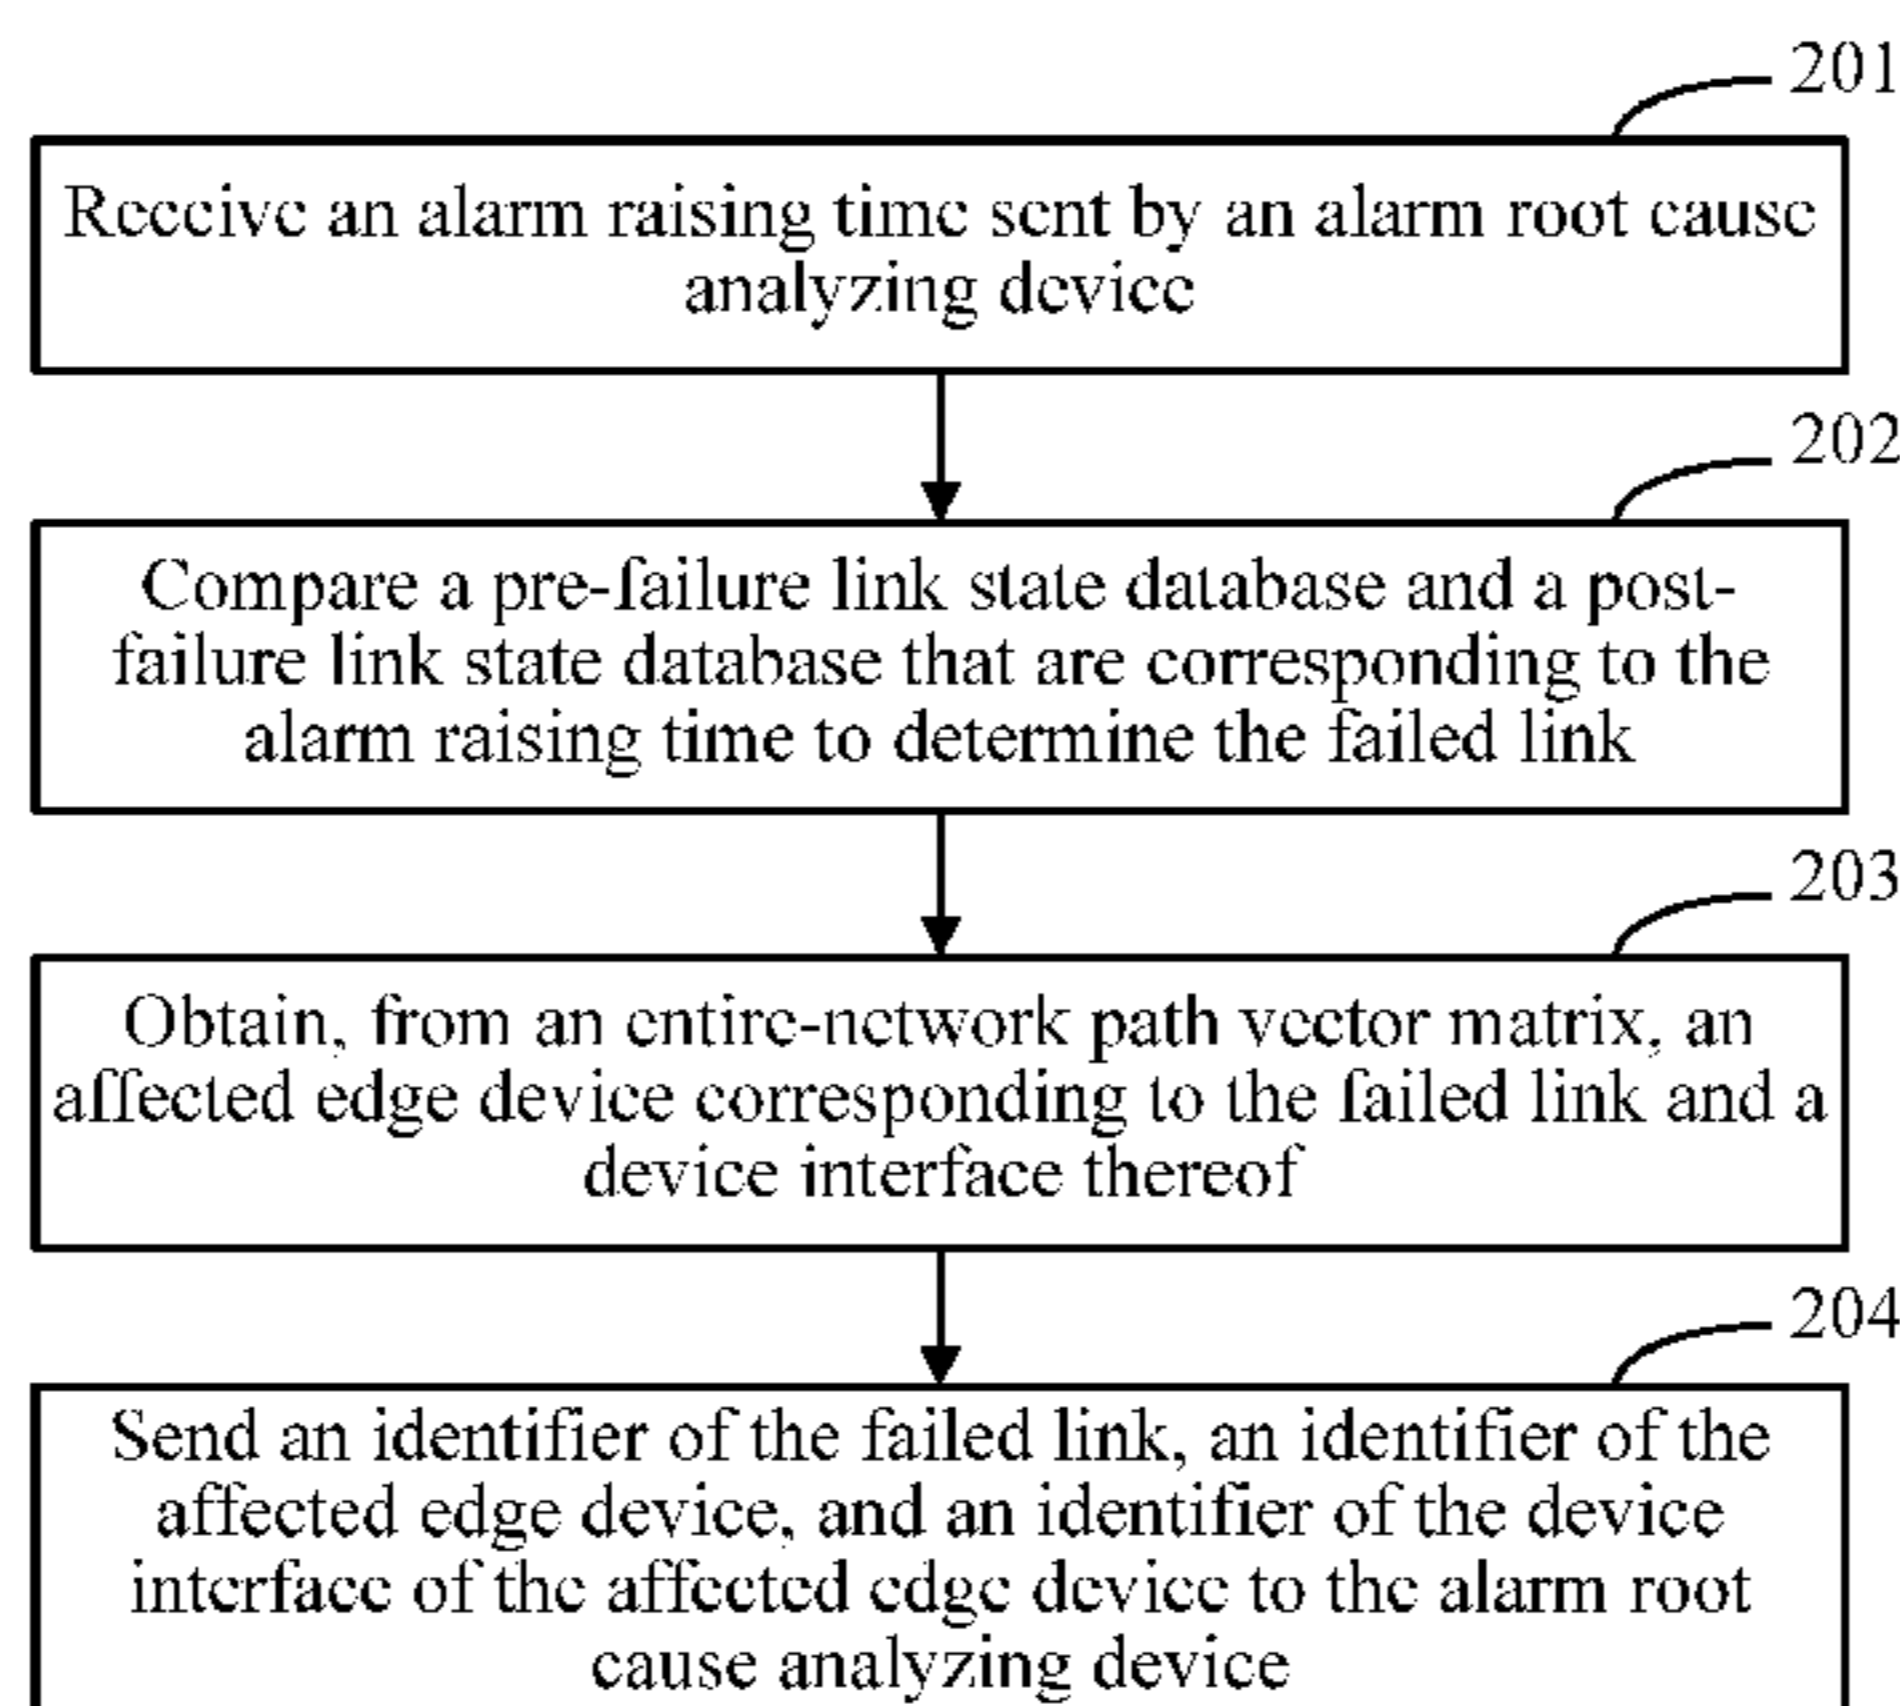 201
Receive an alarm raising time sent by an alarm root cause
analyzing device
202
Compare a pre-failure link state database and a post-
failure link state database that are corresponding to the
alarm raising time to determine the failed link
203
Obtain, from an entire-network path vector matrix, an
affected edge device corresponding to the failed link and a
device interface thereof
204
Send an identifier of the failed link, an identifier of the
affected edge device, and an identifier of the device
interface of the affected edge device to the alarm root
cause analyzing device